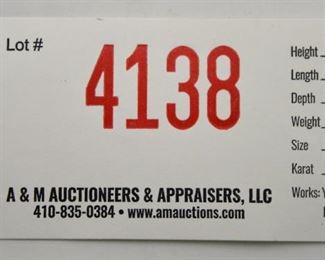 Lot #
4138
Height
Length
Depth
Weight
Size
Karat
Works:
A & M AUCTIONEERS & APPRAISERS, LLC
410-835-0384 • www.amauctions.com